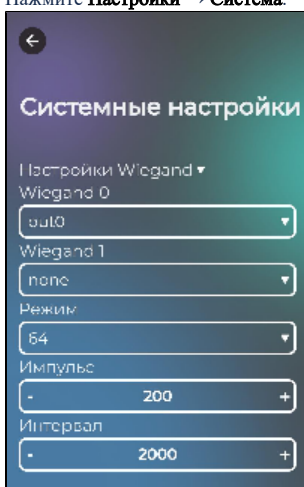 Нажмите Настройки → Система.
Системные настройки
Настройки Wiegand ▾
Wiegand 0
out0
Wiegand 1
none
Режим
64
Импульс
- 200 +
Интервал
- 2000 +